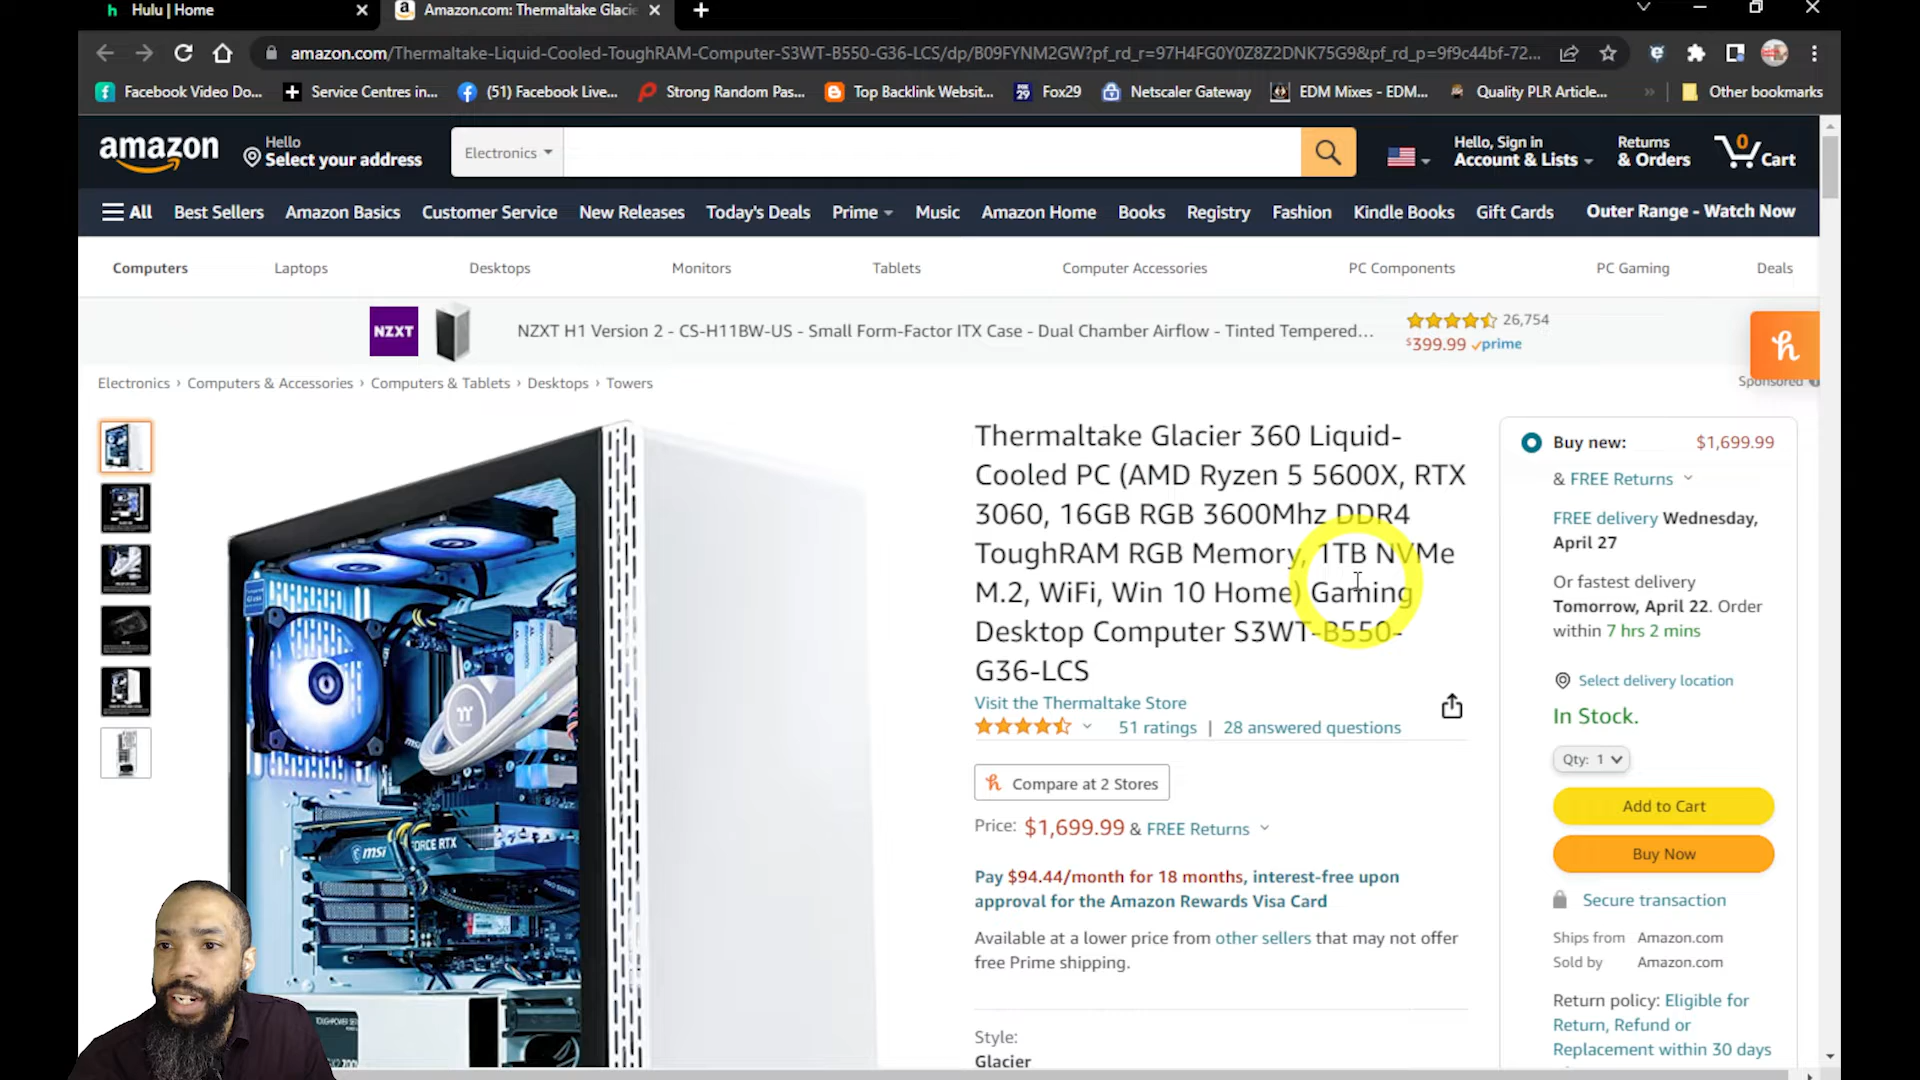 Hulu | Home
Amazon.com: Thermaltake Glacie
amazon.com/Thermaltake-Liquid-Cooled-ToughRAM-Computer-S3WT-B550-G36-LCS/dp/B09FYNM2GW?pf_rd_r=97H4FG0Y0Z8Z2DNK75G9&pf_rd_p=9f9c44bf-72...
Facebook Video Do...
Service Centres in...
(51) Facebook Live...
Strong Random Pas...
Top Backlink Websit...
Fox29
Netscaler Gateway
EDM Mixes - EDM...
Quality PLR Article...
Other bookmarks
amazon
Hello
Select your address
Electronics
Hello, Sign in
Account & Lists
Returns
& Orders
0
Cart
All
Best Sellers
Amazon Basics
Customer Service
New Releases
Today's Deals
Prime
Music
Amazon Home
Books
Registry
Fashion
Kindle Books
Gift Cards
Outer Range - Watch Now
Computers
Laptops
Desktops
Monitors
Tablets
Computer Accessories
PC Components
PC Gaming
Deals
NZXT
NZXT H1 Version 2 - CS-H11BW-US - Small Form-Factor ITX Case - Dual Chamber Airflow - Tinted Tempered...
26,754
$399.99 prime
Sponsored
Electronics › Computers & Accessories › Computers & Tablets › Desktops › Towers
Thermaltake Glacier 360 Liquid-
Cooled PC (AMD Ryzen 5 5600X, RTX
3060, 16GB RGB 3600Mhz DDR4
ToughRAM RGB Memory, 1TB NVMe
M.2, WiFi, Win 10 Home) Gaming
Desktop Computer S3WT-B550-
G36-LCS
Visit the Thermaltake Store
51 ratings | 28 answered questions
Compare at 2 Stores
Price: $1,699.99 & FREE Returns
Pay $94.44/month for 18 months, interest-free upon
approval for the Amazon Rewards Visa Card
Available at a lower price from other sellers that may not offer
free Prime shipping.
Style:
Glacier
Buy new: $1,699.99
& FREE Returns
FREE delivery Wednesday,
April 27
Or fastest delivery
Tomorrow, April 22. Order
within 7 hrs 2 mins
Select delivery location
In Stock.
Qty: 1
Add to Cart
Buy Now
Secure transaction
Ships from Amazon.com
Sold by Amazon.com
Return policy: Eligible for
Return, Refund or
Replacement within 30 days
msi
FORCE RTX